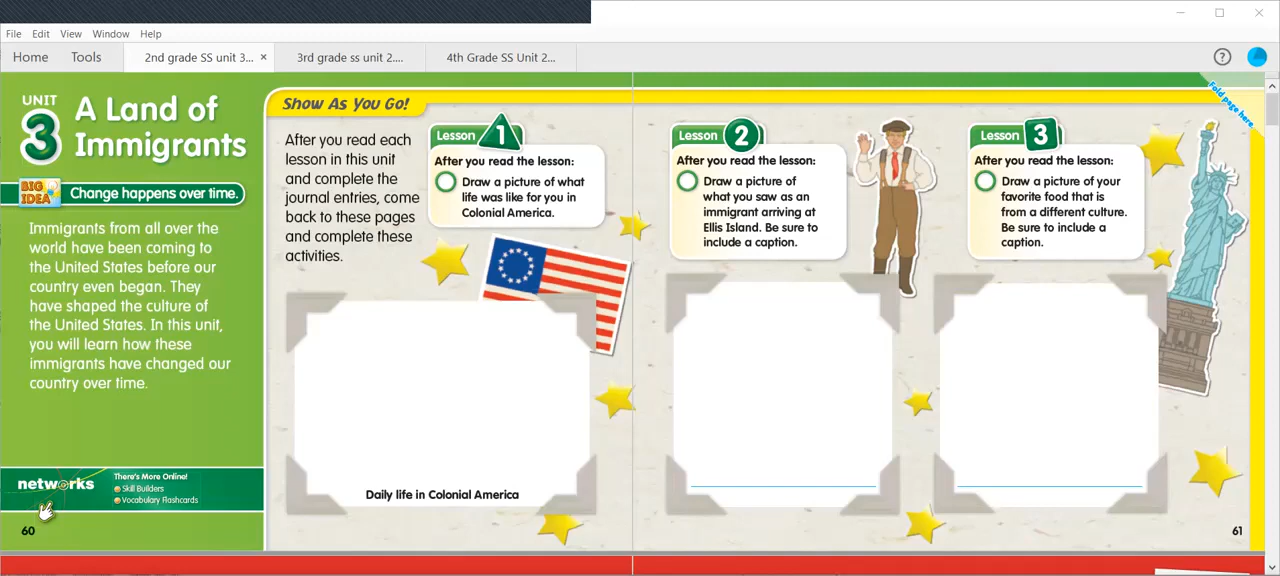 File Edit View Window Help
Home Tools 2nd grade SS unit 3... × 3rd grade ss unit 2.... 4th Grade SS Unit 2...
UNIT
3
A Land of
Immigrants
BIG
IDEA
Change happens over time.
Immigrants from all over the
world have been coming to
the United States before our
country even began. They
have shaped the culture of
the United States. In this unit,
you will learn how these
immigrants have changed our
country over time.
networks
There's More Online!
Skill Builders
Vocabulary Flashcards
60
Show As You Go!
After you read each
lesson in this unit
and complete the
journal entries, come
back to these pages
and complete these
activities.
Lesson 1
After you read the lesson:
Draw a picture of what
life was like for you in
Colonial America.
Daily life in Colonial America
Lesson 2
After you read the lesson:
Draw a picture of
what you saw as an
immigrant arriving at
Ellis Island. Be sure to
include a caption.
Lesson 3
After you read the lesson:
Draw a picture of your
favorite food that is
from a different culture.
Be sure to include a
caption.
Fold page here
61